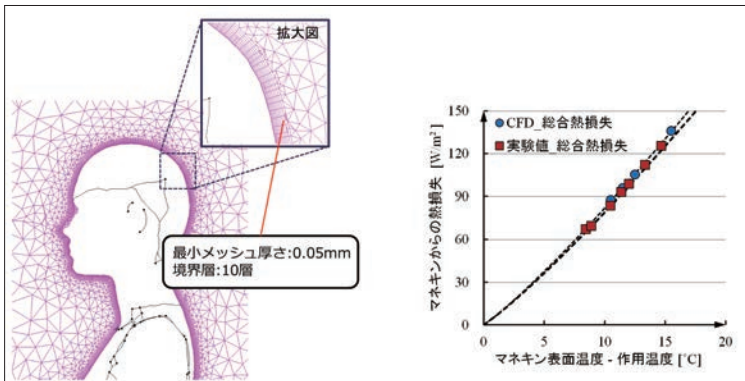 拡大図
最小メッシュ厚さ:0.05mm
境界層:10層
マネキンからの熱損失 [W/m²]
150
120
90
60
30
0
CFD_総合熱損失
実験値_総合熱損失
0 5 10 15 20
マネキン表面温度 - 作用温度 [℃]